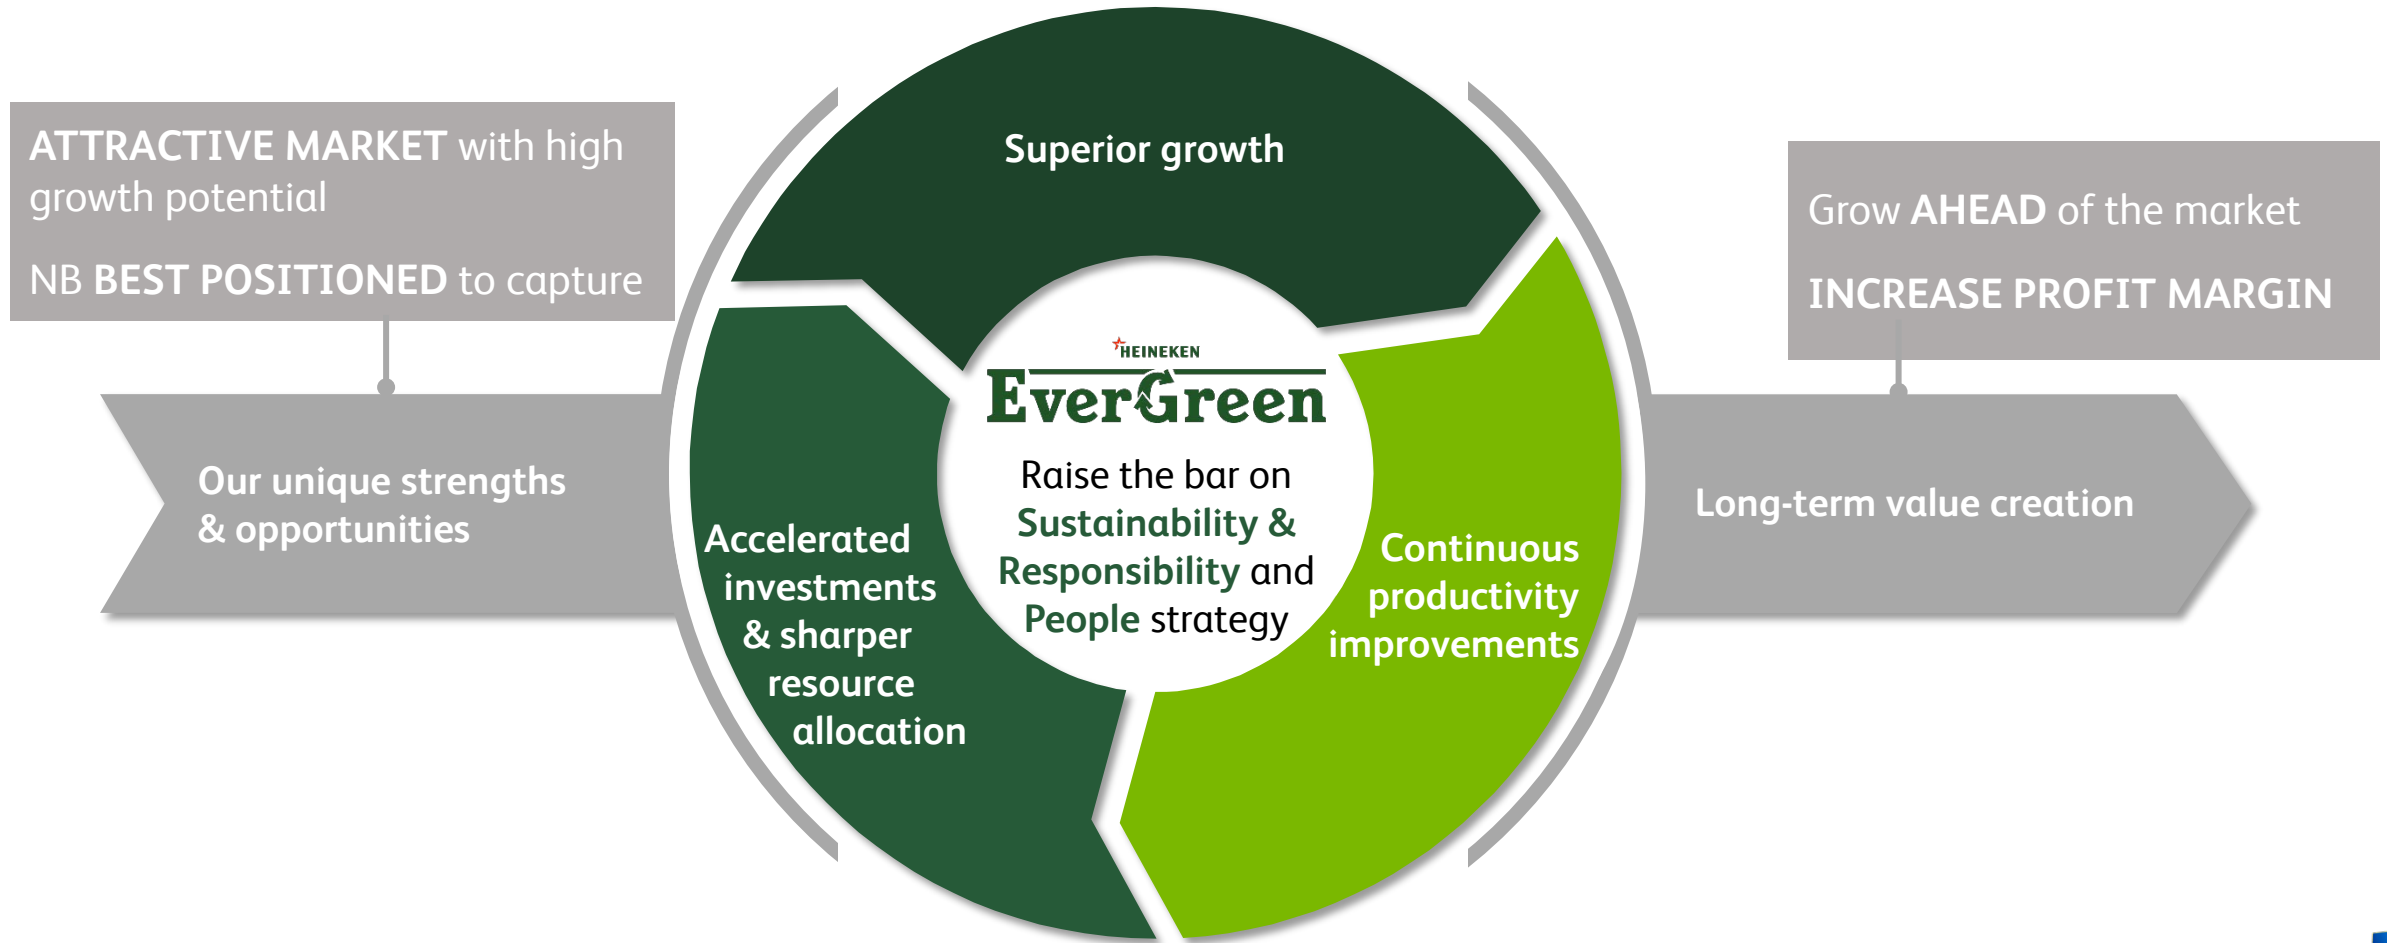 ATTRACTIVE MARKET with high
growth potential
NB BEST POSITIONED to capture
Our unique strengths
& opportunities
Superior growth
HEINEKEN
EverGreen
Raise the bar on
Sustainability &
Responsibility and
People strategy
Accelerated
investments
& sharper
resource
allocation
Continuous
productivity
improvements
Grow AHEAD of the market
INCREASE PROFIT MARGIN
Long-term value creation